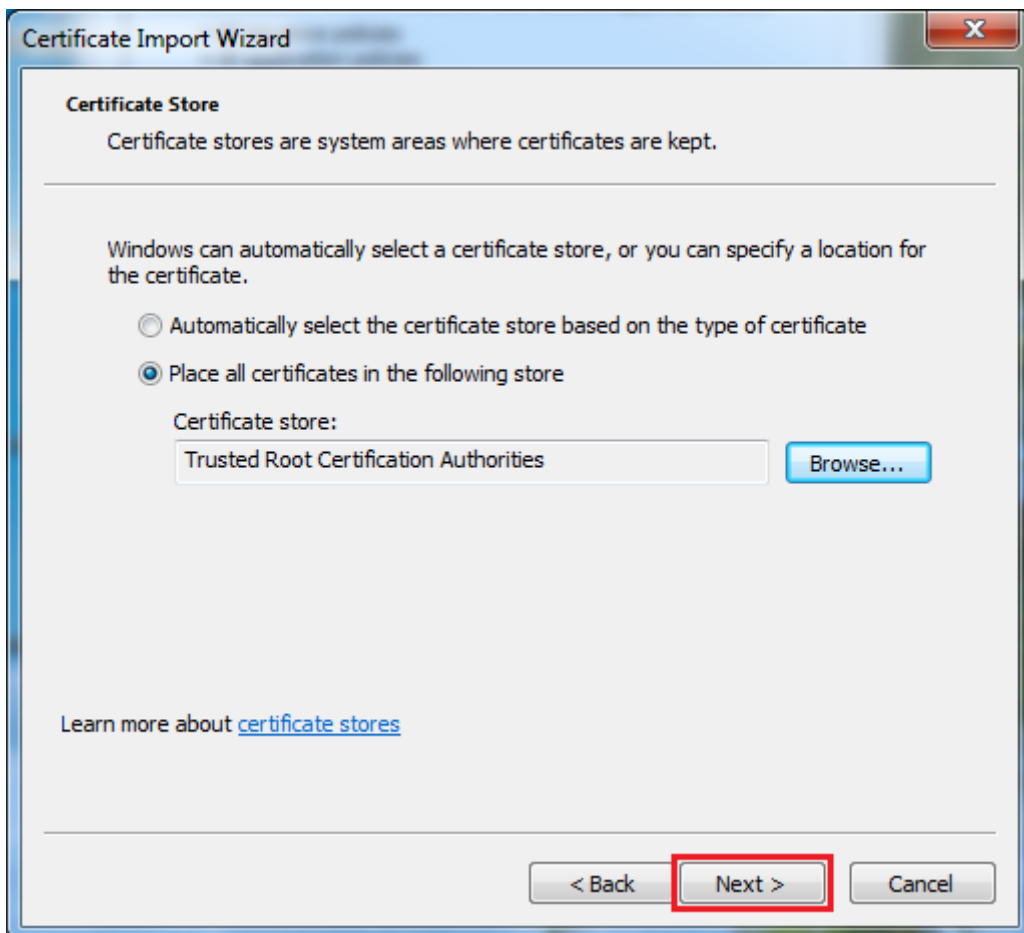 Certificate Import Wizard
Certificate Store
Certificate stores are system areas where certificates are kept.
Windows can automatically select a certificate store, or you can specify a location for
the certificate.
Automatically select the certificate store based on the type of certificate
Place all certificates in the following store
Certificate store:
Trusted Root Certification Authorities
Browse...
Learn more about certificate stores
< Back
Next >
Cancel